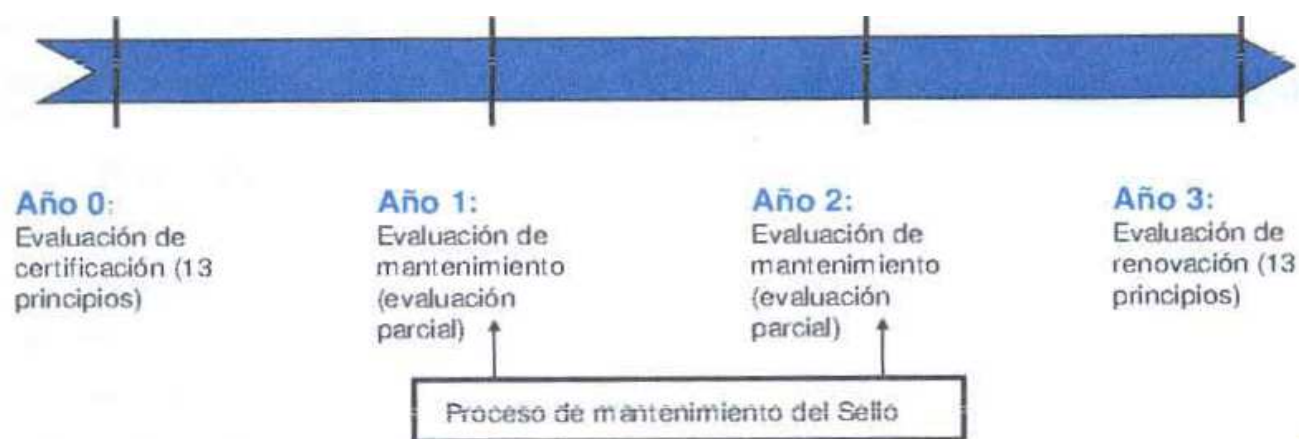 Año 0:
Evaluación de
certificación (13
principios)
Año 1:
Evaluación de
mantenimiento
(evaluación
parcial)
Año 2:
Evaluación de
mantenimiento
(evaluación
parcial)
Año 3:
Evaluación de
renovación (13
principios)
Proceso de mantenimiento del Sello